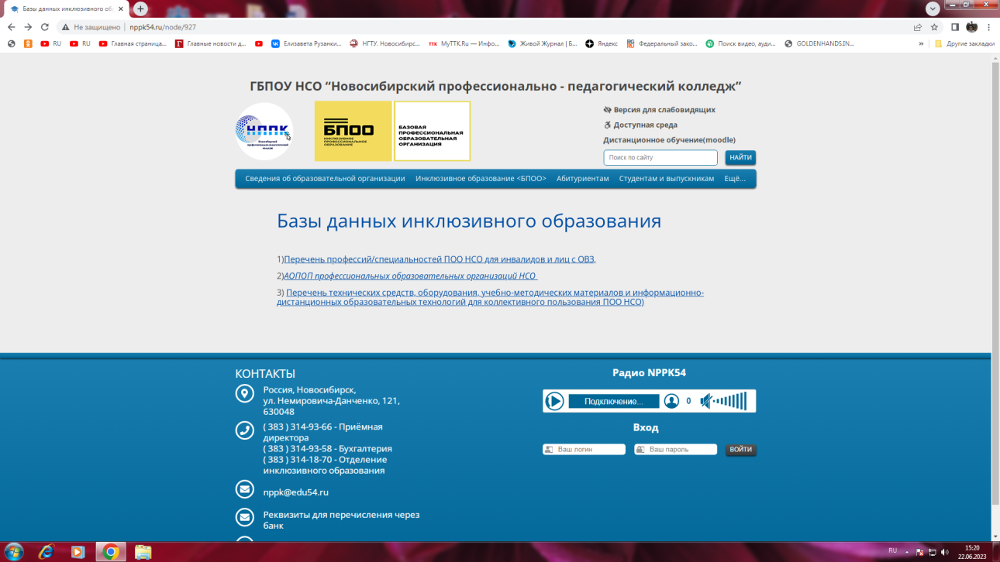 Базы данных инклюзивного об
Не защищено
nppk54.ru/node/927
RU
RU
Главная страница...
Главные новости д...
Елизавета Рузанки...
НГТУ. Новосибирс...
ТТК
MyTTK.Ru — Инфо...
Живой Журнал | Б...
Яндекс
Федеральный зако...
Поиск видео, ауди...
GOLDENHANDS.IN...
»
Другие закладки
ГБПОУ НСО “Новосибирский профессионально - педагогический колледж”
НППК
Новосибирский
профессионально-педагогический
колледж
БПОО
ИНКЛЮЗИВНОЕ
ПРОФЕССИОНАЛЬНОЕ
ОБРАЗОВАНИЕ
БАЗОВАЯ
ПРОФЕССИОНАЛЬНАЯ
ОБРАЗОВАТЕЛЬНАЯ
ОРГАНИЗАЦИЯ
Версия для слабовидящих
Доступная среда
Дистанционное обучение(moodle)
Поиск по сайту
НАЙТИ
Сведения об образовательной организации Инклюзивное образование <БПОО> Абитуриентам Студентам и выпускникам Ещё...
Базы данных инклюзивного образования
1)Перечень профессий/специальностей ПОО НСО для инвалидов и лиц с ОВЗ,
2)АОПОП профессиональных образовательных организаций НСО
3) Перечень технических средств, оборудования, учебно-методических материалов и информационно-
дистанционных образовательных технологий для коллективного пользования ПОО НСО)
КОНТАКТЫ
Россия, Новосибирск,
ул. Немировича-Данченко, 121,
630048
( 383 ) 314-93-66 - Приёмная
директора
( 383 ) 314-93-58 - Бухгалтерия
( 383 ) 314-18-70 - Отделение
инклюзивного образования
nppk@edu54.ru
Реквизиты для перечисления через
банк
Радио NPPK54
Подключение...
0
Вход
Ваш логин
Ваш пароль
ВОЙТИ
RU
15:20
22.06.2023